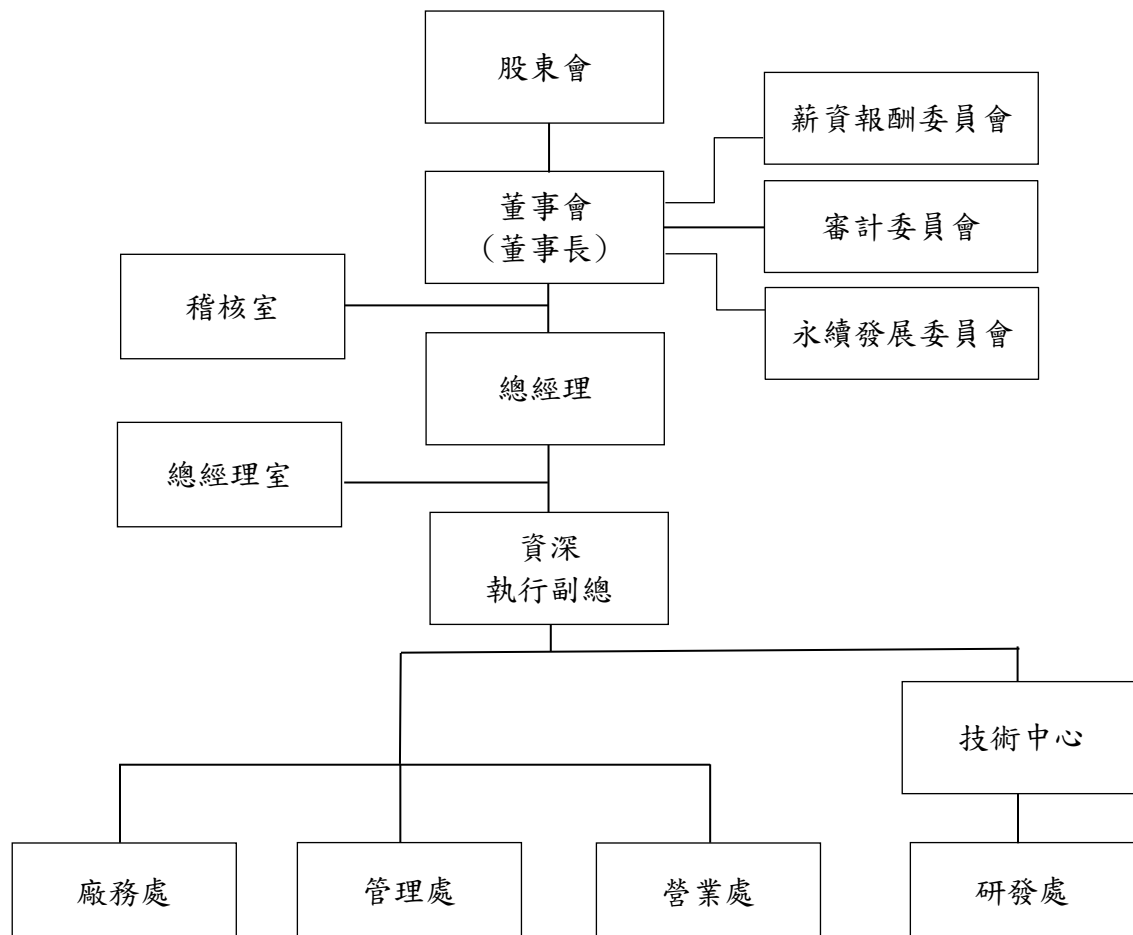 股東會
薪資報酬委員會
董事會
（董事長）
審計委員會
稽核室
永續發展委員會
總經理
總經理室
資深
執行副總
技術中心
廠務處
管理處
營業處
研發處